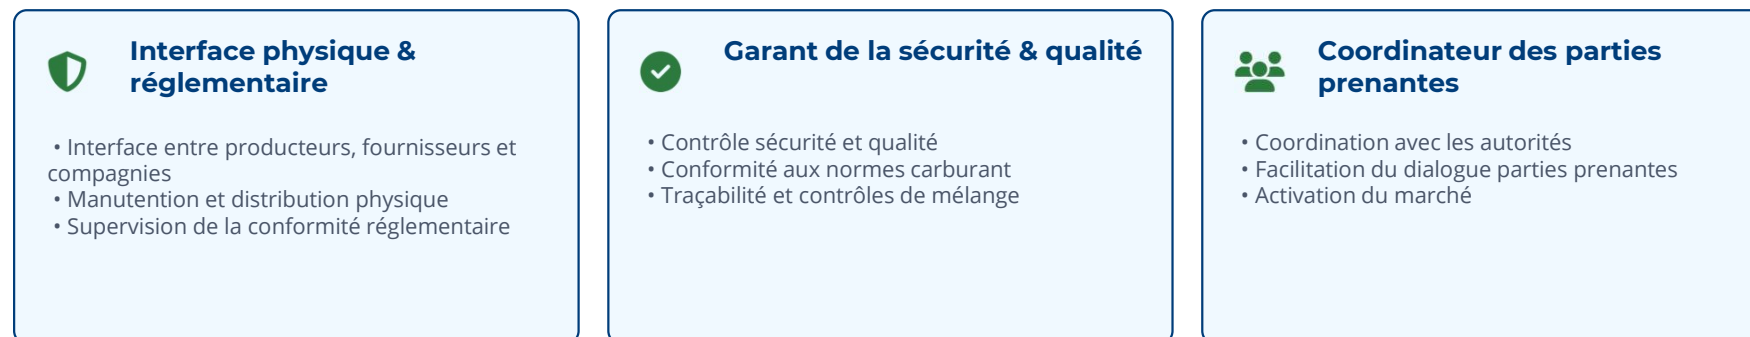 Interface physique &
réglementaire
• Interface entre producteurs, fournisseurs et
compagnies
• Manutention et distribution physique
• Supervision de la conformité réglementaire
Garant de la sécurité & qualité
• Contrôle sécurité et qualité
• Conformité aux normes carburant
• Traçabilité et contrôles de mélange
Coordinateur des parties
prenantes
• Coordination avec les autorités
• Facilitation du dialogue parties prenantes
• Activation du marché